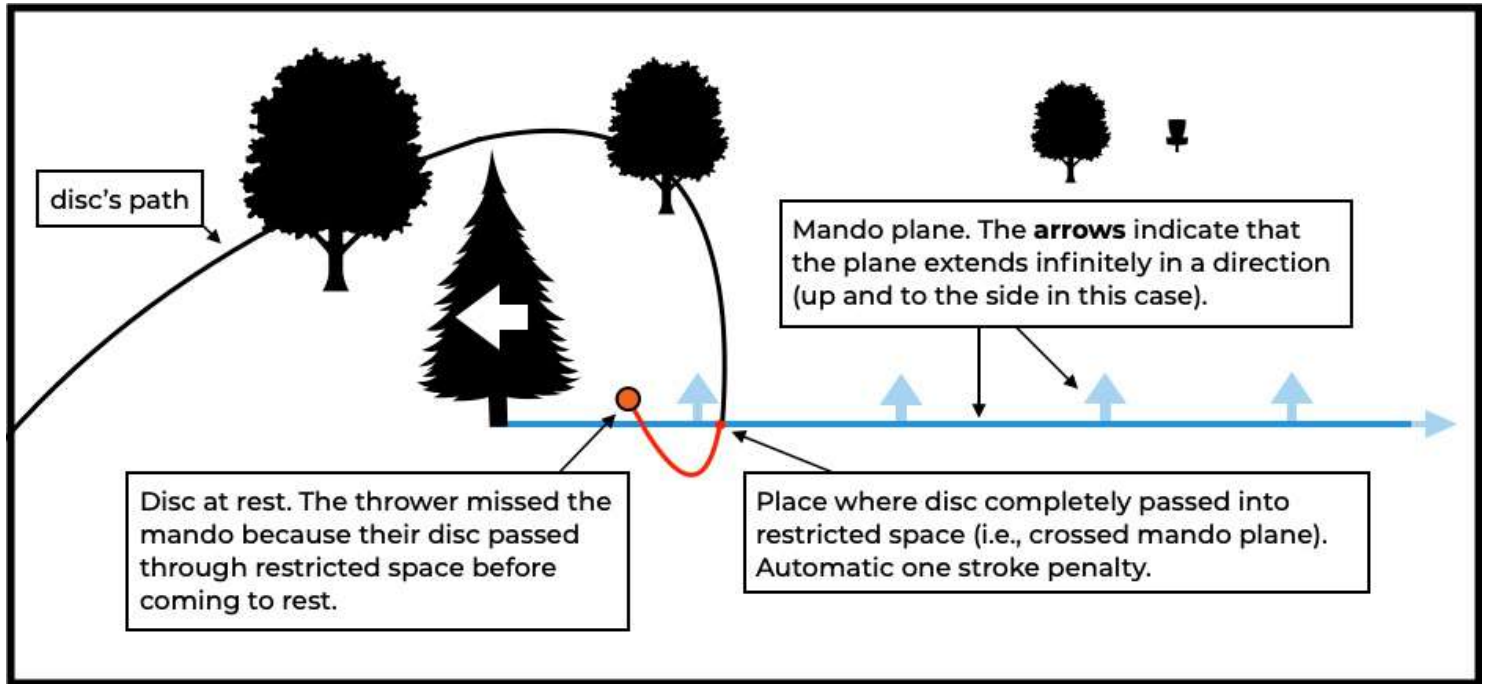 disc’s path
Mando plane. The arrows indicate that
the plane extends infinitely in a direction
(up and to the side in this case).
Disc at rest. The thrower missed the
mando because their disc passed
through restricted space before
coming to rest.
Place where disc completely passed into
restricted space (i.e., crossed mando plane).
Automatic one stroke penalty.